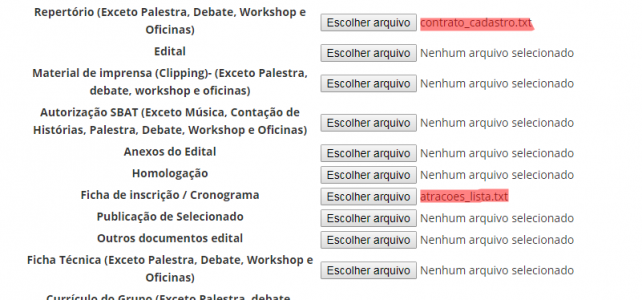 Repertório (Exceto Palestra, Debate, Workshop e
Oficinas)
Escolher arquivo contrato_cadastro.txt
Edital
Escolher arquivo Nenhum arquivo selecionado
Material de imprensa (Clipping)- (Exceto Palestra,
debate, workshop e oficinas)
Escolher arquivo Nenhum arquivo selecionado
Autorização SBAT (Exceto Música, Contação de
Histórias, Palestra, Debate, Workshop e Oficinas)
Escolher arquivo Nenhum arquivo selecionado
Anexos do Edital
Escolher arquivo Nenhum arquivo selecionado
Homologação
Escolher arquivo Nenhum arquivo selecionado
Ficha de inscrição / Cronograma
Escolher arquivo atracoes_lista.txt
Publicação de Selecionado
Escolher arquivo Nenhum arquivo selecionado
Outros documentos edital
Escolher arquivo Nenhum arquivo selecionado
Ficha Técnica (Exceto Palestra, Debate, Workshop e
Oficinas)
Escolher arquivo Nenhum arquivo selecionado
Currículo do Grupo (Exceto Palestra, debate,